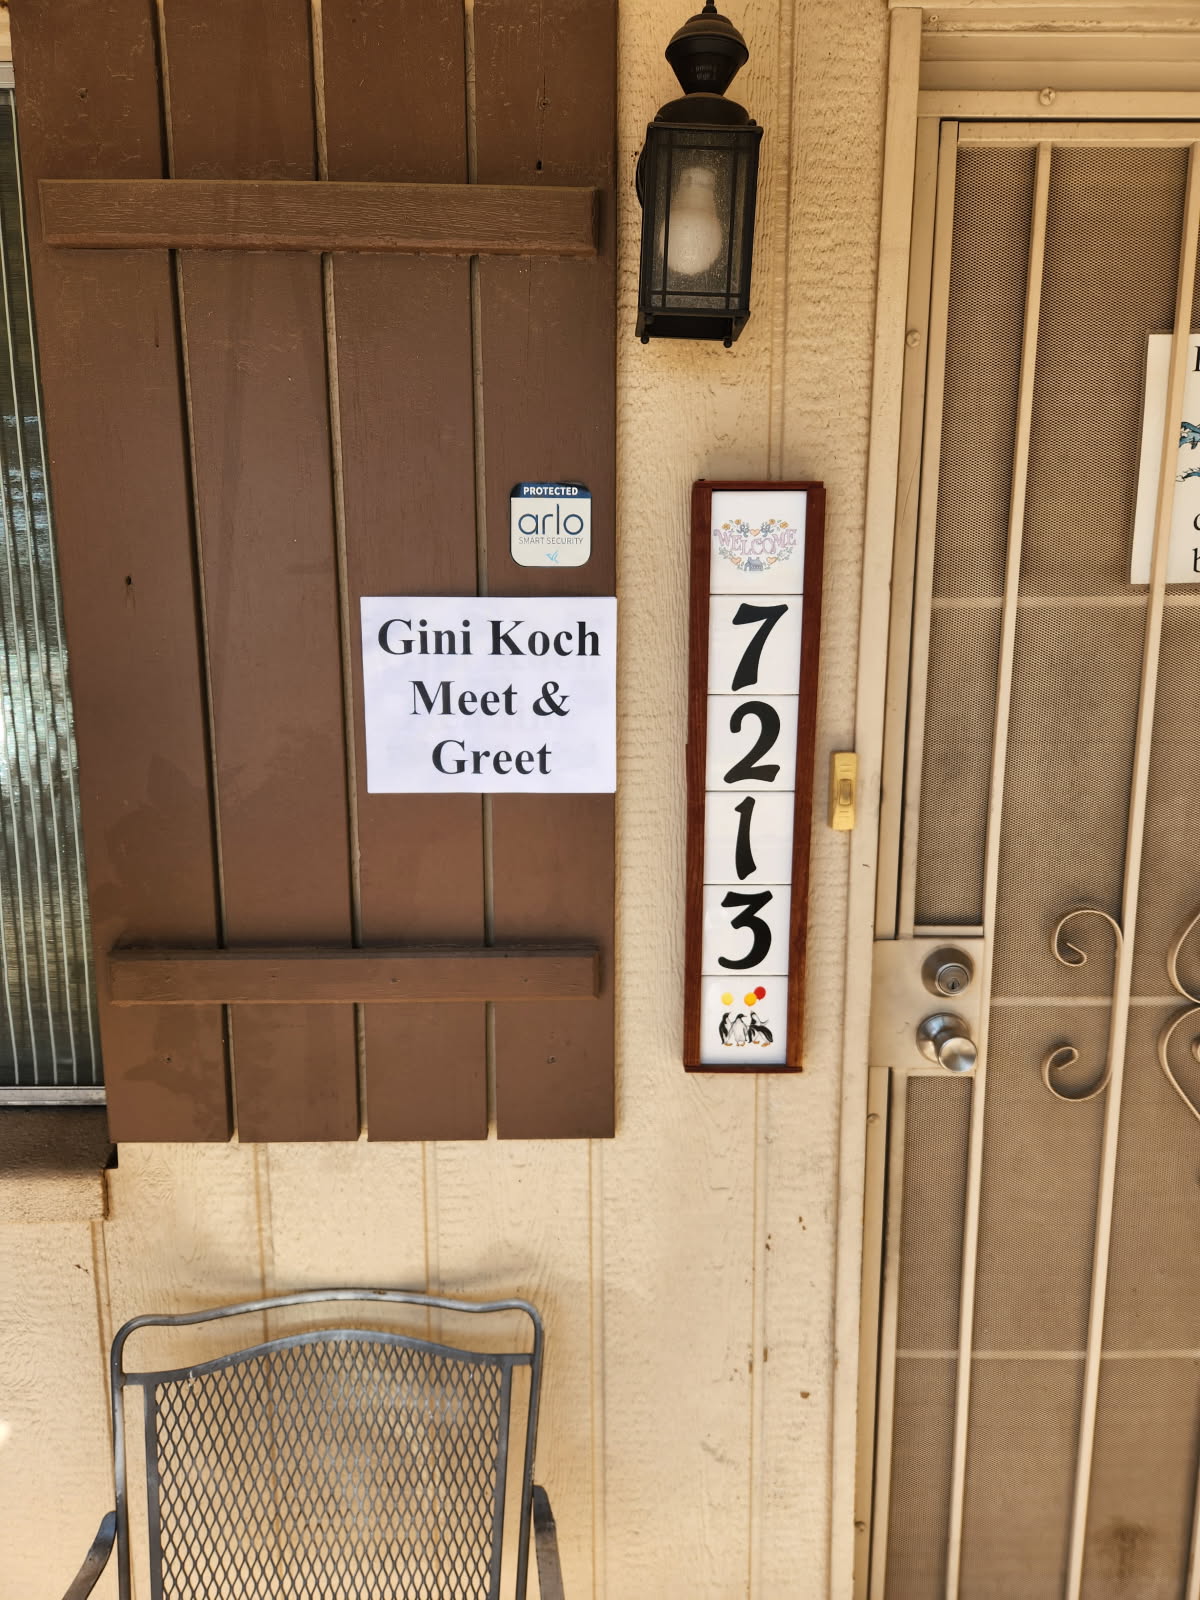 PROTECTED
arlo
SMART SECURITY
Gini Koch
Meet &
Greet
WELCOME
7
2
1
3